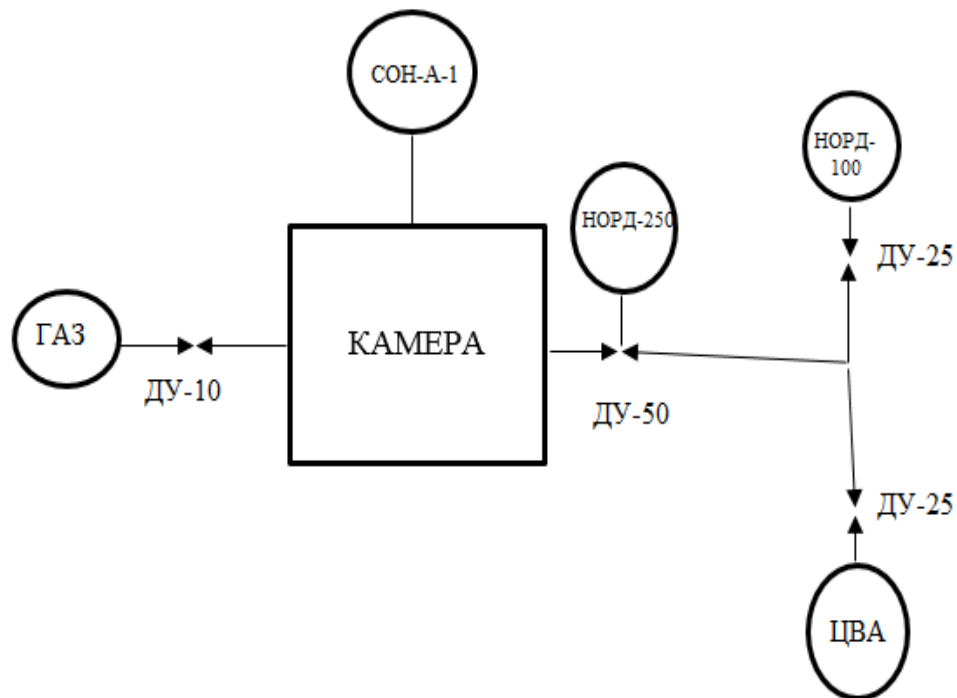 СОН-А-1
НОРД-
100
НОРД-250
ДУ-25
ГАЗ
КАМЕРА
ДУ-10
ДУ-50
ДУ-25
ЦВА